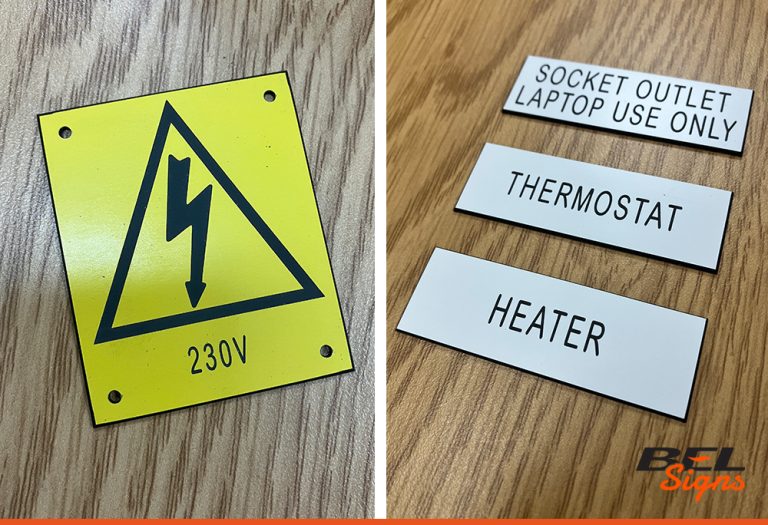 230V
SOCKET OUTLET
LAPTOP USE ONLY
THERMOSTAT
HEATER
BEL
Signs